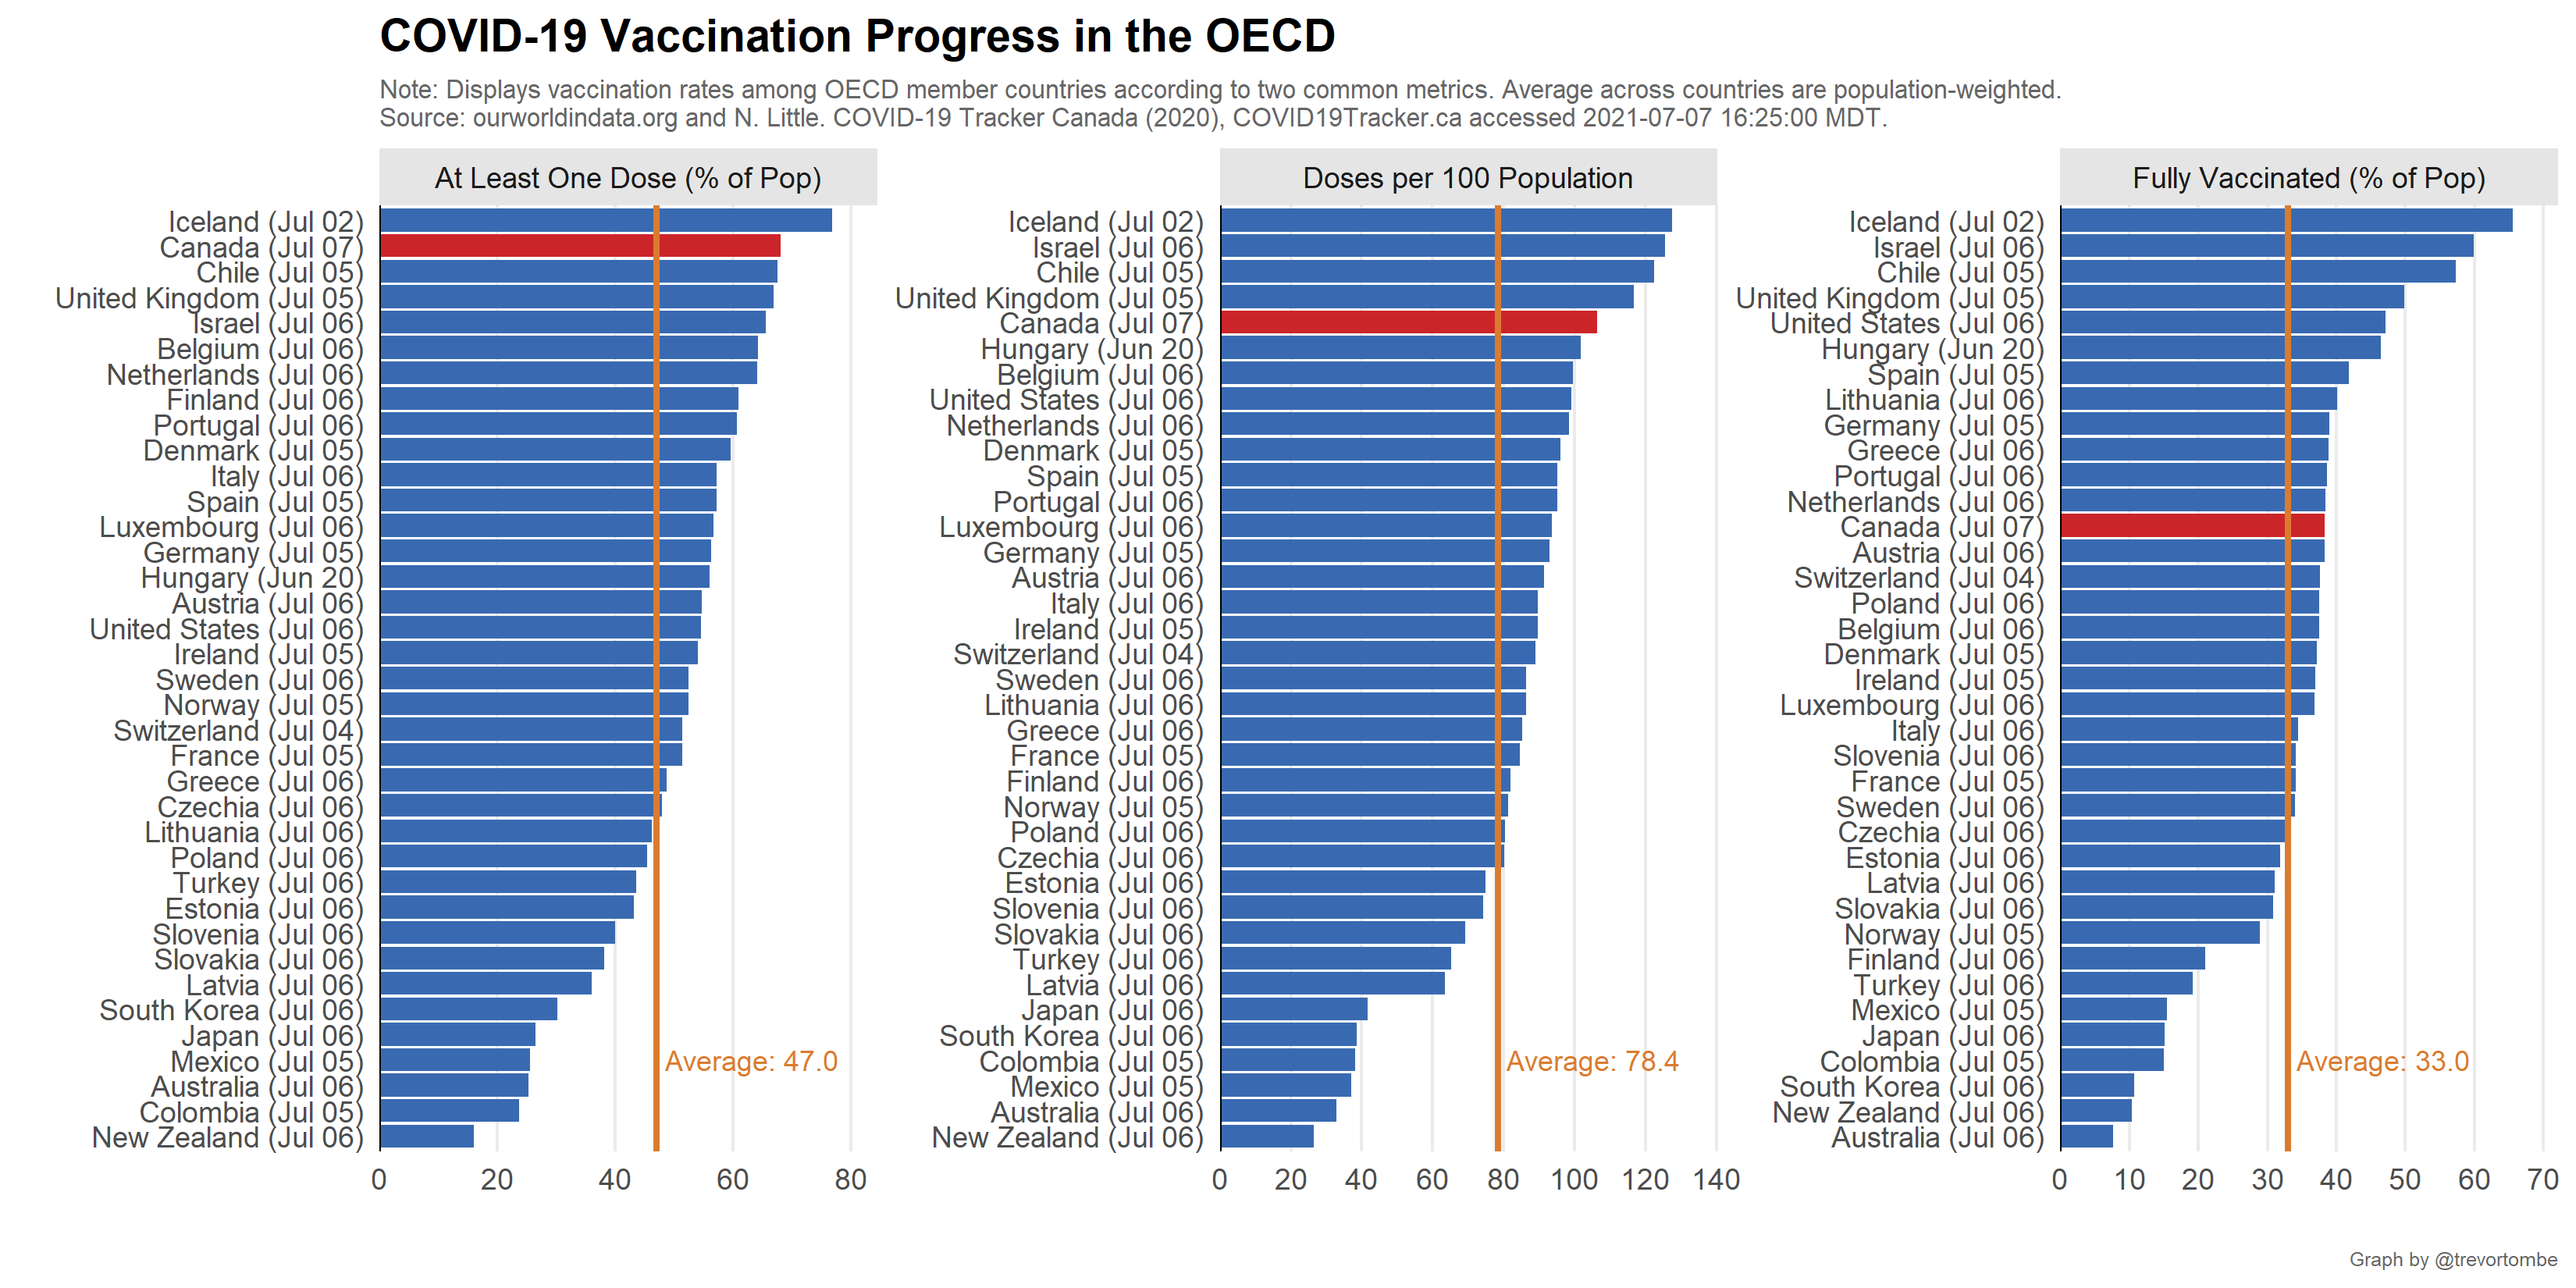 COVID-19 Vaccination Progress in the OECD
Note: Displays vaccination rates among OECD member countries according to two common metrics. Average across countries are population-weighted.
Source: ourworldindata.org and N. Little. COVID-19 Tracker Canada (2020), COVID19Tracker.ca accessed 2021-07-07 16:25:00 MDT.
At Least One Dose (% of Pop)
Iceland (Jul 02)
Canada (Jul 07)
Chile (Jul 05)
United Kingdom (Jul 05)
Israel (Jul 06)
Belgium (Jul 06)
Netherlands (Jul 06)
Finland (Jul 06)
Portugal (Jul 06)
Denmark (Jul 05)
Italy (Jul 06)
Spain (Jul 05)
Luxembourg (Jul 06)
Germany (Jul 05)
Hungary (Jun 20)
Austria (Jul 06)
United States (Jul 06)
Ireland (Jul 05)
Sweden (Jul 06)
Norway (Jul 05)
Switzerland (Jul 04)
France (Jul 05)
Greece (Jul 06)
Czechia (Jul 06)
Lithuania (Jul 06)
Poland (Jul 06)
Turkey (Jul 06)
Estonia (Jul 06)
Slovenia (Jul 06)
Slovakia (Jul 06)
Latvia (Jul 06)
South Korea (Jul 06)
Japan (Jul 06)
Mexico (Jul 05)
Australia (Jul 06)
Colombia (Jul 05)
New Zealand (Jul 06)
Average: 47.0
0 20 40 60 80
Doses per 100 Population
Iceland (Jul 02)
Israel (Jul 06)
Chile (Jul 05)
United Kingdom (Jul 05)
Canada (Jul 07)
Hungary (Jun 20)
Belgium (Jul 06)
United States (Jul 06)
Netherlands (Jul 06)
Denmark (Jul 05)
Spain (Jul 05)
Portugal (Jul 06)
Luxembourg (Jul 06)
Germany (Jul 05)
Austria (Jul 06)
Italy (Jul 06)
Ireland (Jul 05)
Switzerland (Jul 04)
Sweden (Jul 06)
Lithuania (Jul 06)
Greece (Jul 06)
France (Jul 05)
Finland (Jul 06)
Norway (Jul 05)
Poland (Jul 06)
Czechia (Jul 06)
Estonia (Jul 06)
Slovenia (Jul 06)
Slovakia (Jul 06)
Turkey (Jul 06)
Latvia (Jul 06)
Japan (Jul 06)
South Korea (Jul 06)
Colombia (Jul 05)
Mexico (Jul 05)
Australia (Jul 06)
New Zealand (Jul 06)
Average: 78.4
0 20 40 60 80 100 120 140
Fully Vaccinated (% of Pop)
Iceland (Jul 02)
Israel (Jul 06)
Chile (Jul 05)
United Kingdom (Jul 05)
United States (Jul 06)
Hungary (Jun 20)
Spain (Jul 05)
Lithuania (Jul 06)
Germany (Jul 05)
Greece (Jul 06)
Portugal (Jul 06)
Netherlands (Jul 06)
Canada (Jul 07)
Austria (Jul 06)
Switzerland (Jul 04)
Poland (Jul 06)
Belgium (Jul 06)
Denmark (Jul 05)
Ireland (Jul 05)
Luxembourg (Jul 06)
Italy (Jul 06)
Slovenia (Jul 06)
France (Jul 05)
Sweden (Jul 06)
Czechia (Jul 06)
Estonia (Jul 06)
Latvia (Jul 06)
Slovakia (Jul 06)
Norway (Jul 05)
Finland (Jul 06)
Turkey (Jul 06)
Mexico (Jul 05)
Japan (Jul 06)
Colombia (Jul 05)
South Korea (Jul 06)
New Zealand (Jul 06)
Australia (Jul 06)
Average: 33.0
0 10 20 30 40 50 60 70
Graph by @trevortombe